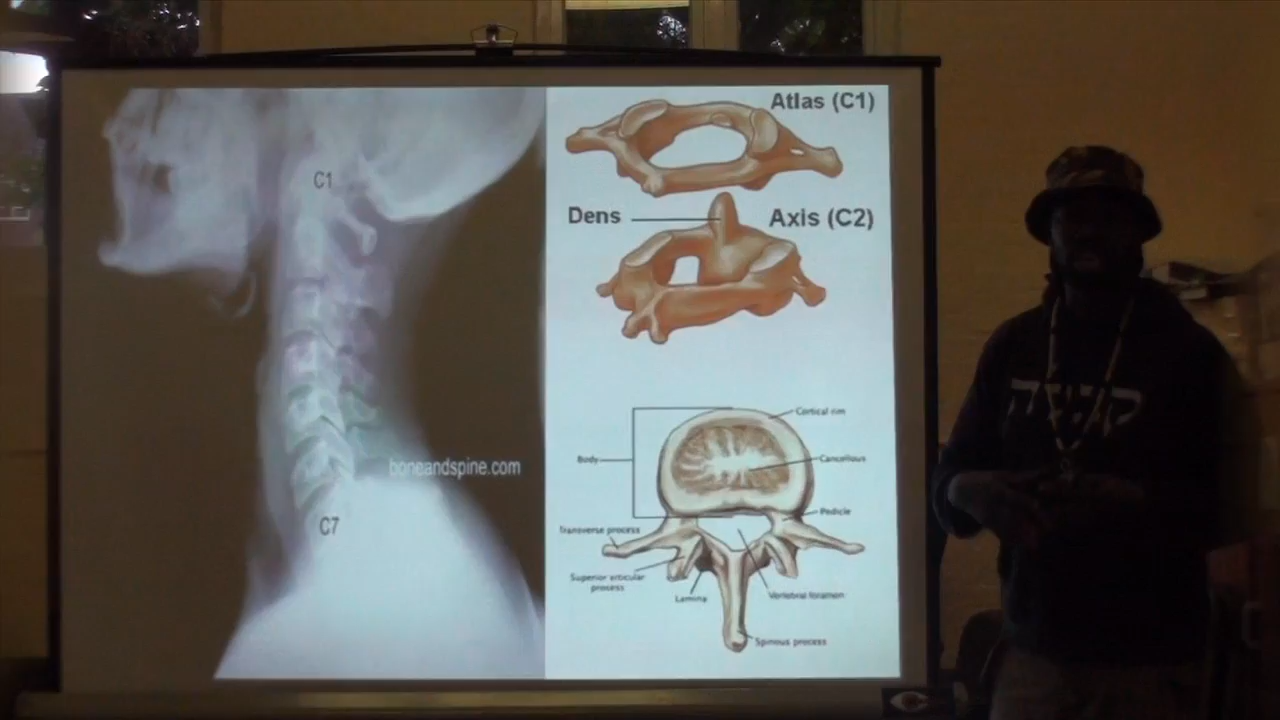 C1
boneandspine.com
C7
Atlas (C1)
Dens
Axis (C2)
Cortical rim
Body
Cancellous
Pedicle
Transverse process
Superior articular
process
Lamina
Vertebral foramen
Spinous process